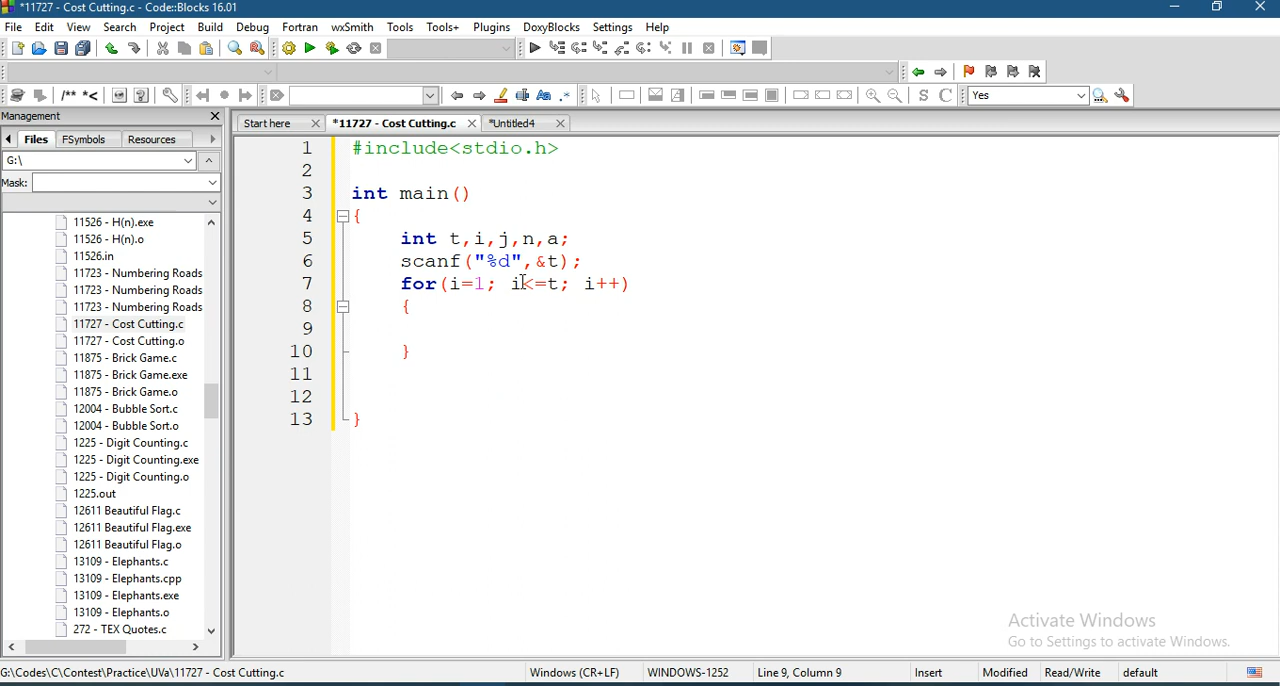 *11727 - Cost Cutting.c - Code::Blocks 16.01
File Edit View Search Project Build Debug Fortran wxSmith Tools Tools+ Plugins DoxyBlocks Settings Help
/** *< Aa .* S C Yes
Management
Files FSymbols Resources
Start here *11727 - Cost Cutting.c *Untitled4
G:\
Mask:
11526 - H(n).exe
11526 - H(n).o
11526.in
11723 - Numbering Roads
11723 - Numbering Roads
11723 - Numbering Roads
11727 - Cost Cutting.c
11727 - Cost Cutting.o
11875 - Brick Game.c
11875 - Brick Game.exe
11875 - Brick Game.o
12004 - Bubble Sort.c
12004 - Bubble Sort.o
1225 - Digit Counting.c
1225 - Digit Counting.exe
1225 - Digit Counting.o
1225.out
12611 Beautiful Flag.c
12611 Beautiful Flag.exe
12611 Beautiful Flag.o
13109 - Elephants.c
13109 - Elephants.cpp
13109 - Elephants.exe
13109 - Elephants.o
272 - TEX Quotes.c
1 #include<stdio.h>
2
3 int main()
4 {
5 int t,i,j,n,a;
6 scanf("%d",&t);
7 for(i=1; i<=t; i++)
8 {
9
10 }
11
12
13 }
Activate Windows
Go to Settings to activate Windows.
G:\Codes\C\Contest\Practice\UVa\11727 - Cost Cutting.c Windows (CR+LF) WINDOWS-1252 Line 9, Column 9 Insert Modified Read/Write default